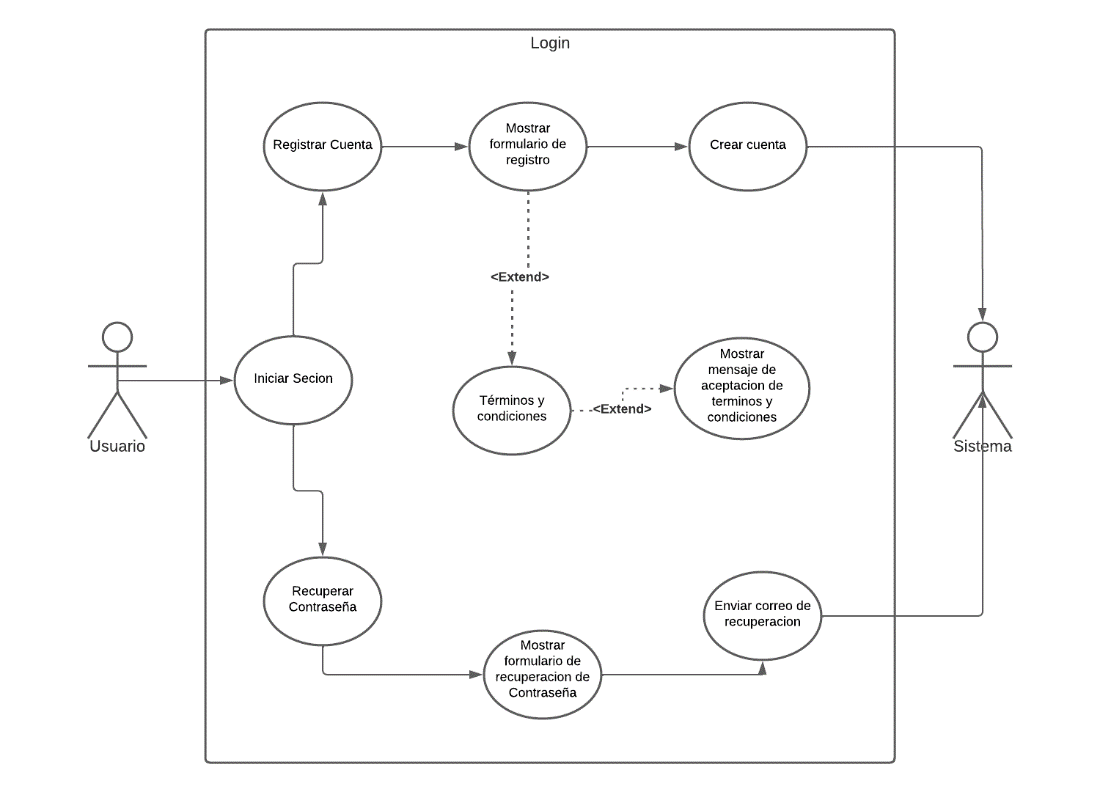 Login
Registrar Cuenta
Mostrar
formulario de
registro
Crear cuenta
<Extend>
Usuario
Iniciar Secion
Términos y
condiciones
<Extend>
Mostrar
mensaje de
aceptacion de
terminos y
condiciones
Sistema
Recuperar
Contraseña
Mostrar
formulario de
recuperacion de
Contraseña
Enviar correo de
recuperacion